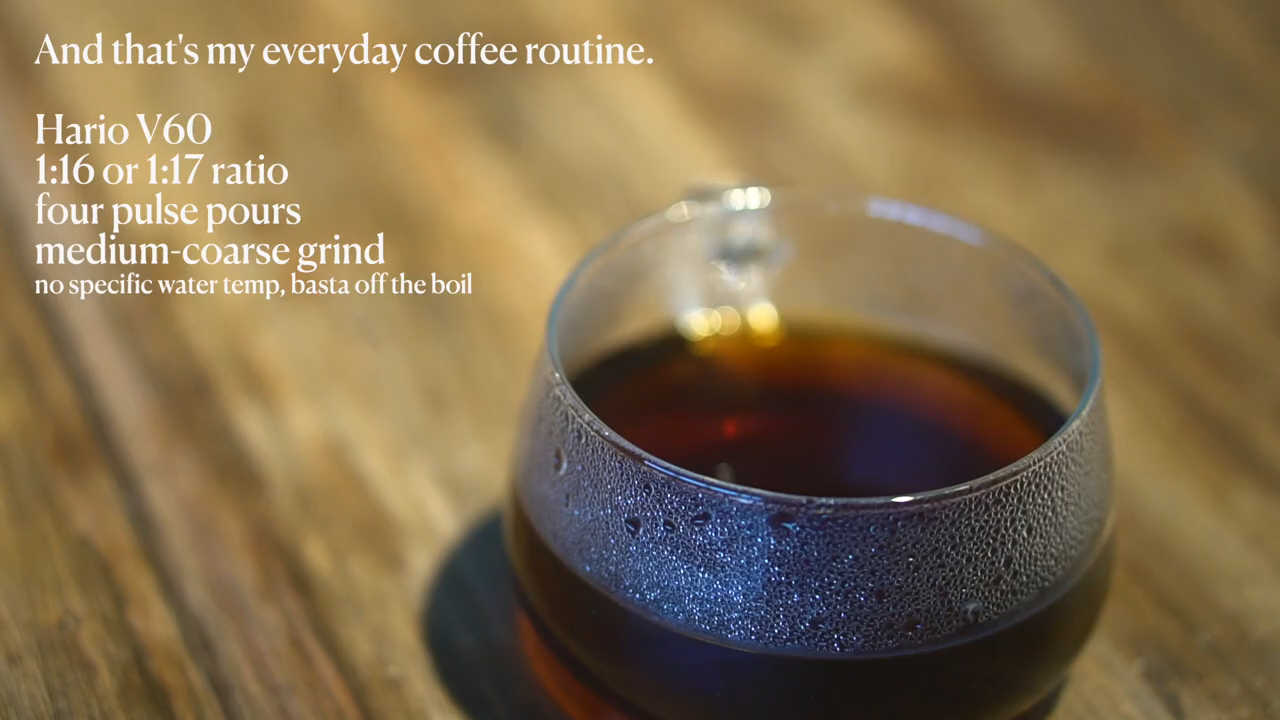 And that's my everyday coffee routine.
Hario V60
1:16 or 1:17 ratio
four pulse pours
medium-coarse grind
no specific water temp, basta off the boil